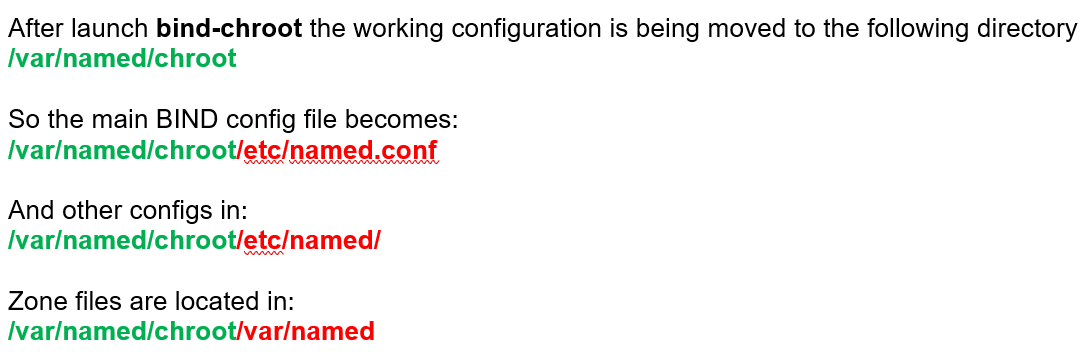 After launch bind-chroot the working configuration is being moved to the following directory
/var/named/chroot
So the main BIND config file becomes:
/var/named/chroot/etc/named.conf
And other configs in:
/var/named/chroot/etc/named/
Zone files are located in:
/var/named/chroot/var/named